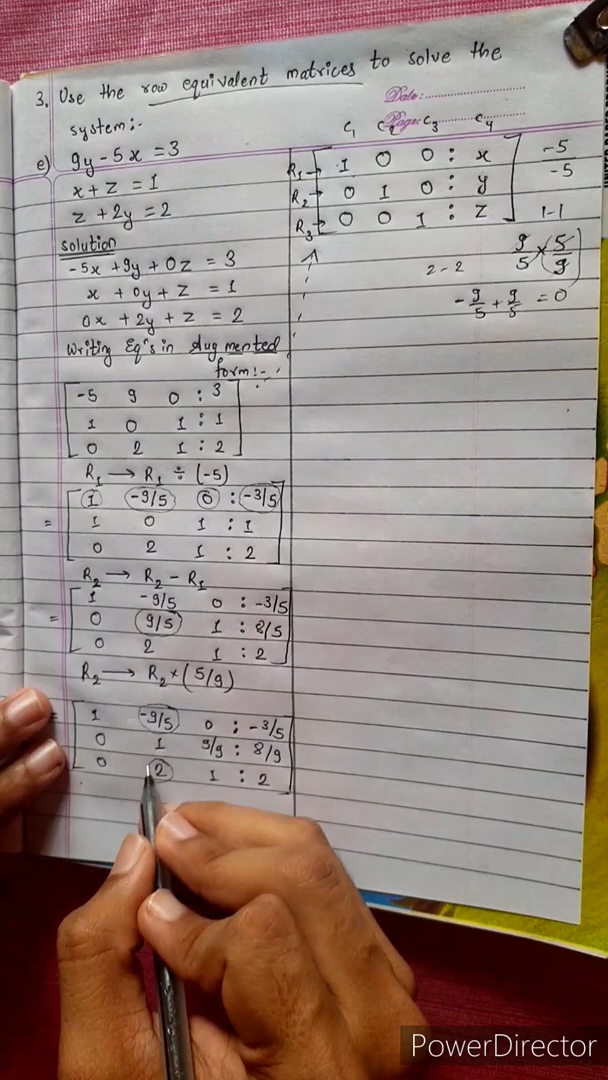 3. Use the row equivalent matrices to solve the
system:-
Date:
Page:
e) 9y - 5x = 3
x + z = 1
z + 2y = 2
solution
-5x + 9y + 0z = 3
x + 0y + z = 1
0x + 2y + z = 2
writing Eq's in Augmented
form:-
-5 9 0 : 3
1 0 1 : 1
0 2 1 : 2
R₁ → R₁ ÷ (-5)
1 -9/5 0 : -3/5
= 1 0 1 : 1
0 2 1 : 2
R₂ → R₂ - R₁
1 -9/5 0 : -3/5
= 0 9/5 1 : 8/5
0 2 1 : 2
R₂ → R₂ × (5/9)
1 -9/5 0 : -3/5
= 0 1 5/9 : 8/9
0 2 1 : 2
C₁ C₂ C₃ C₄
R₁→ 1 0 0 : x
R₂→ 0 1 0 : y
R₃→ 0 0 1 : z
-5
-5
1-1
9/5 × (5/9)
2-2
-9/5 + 9/5 = 0
PowerDirector